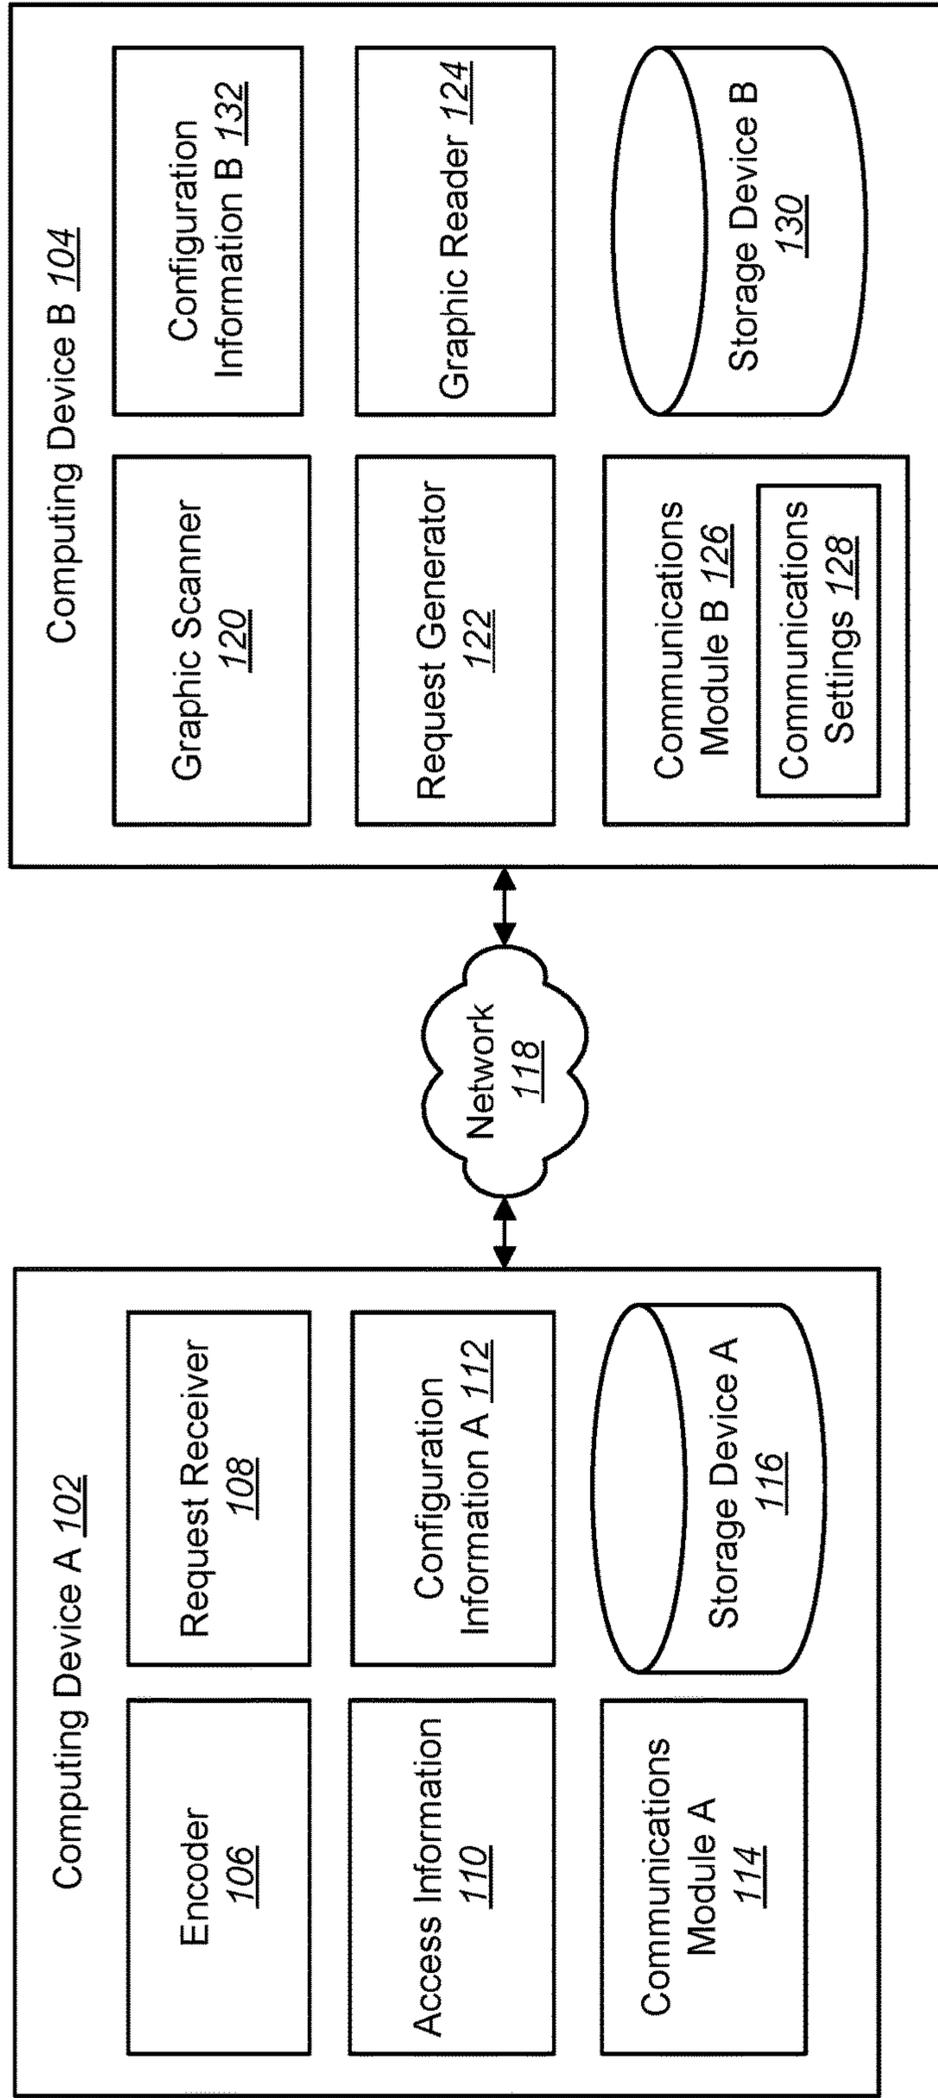 Computing Device A 102
Encoder
106
Request Receiver
108
Access Information
110
Configuration
Information A 112
Communications
Module A
114
Storage Device A
116
Network
118
Computing Device B 104
Graphic Scanner
120
Configuration
Information B 132
Request Generator
122
Graphic Reader 124
Communications
Module B 126
Communications
Settings 128
Storage Device B
130